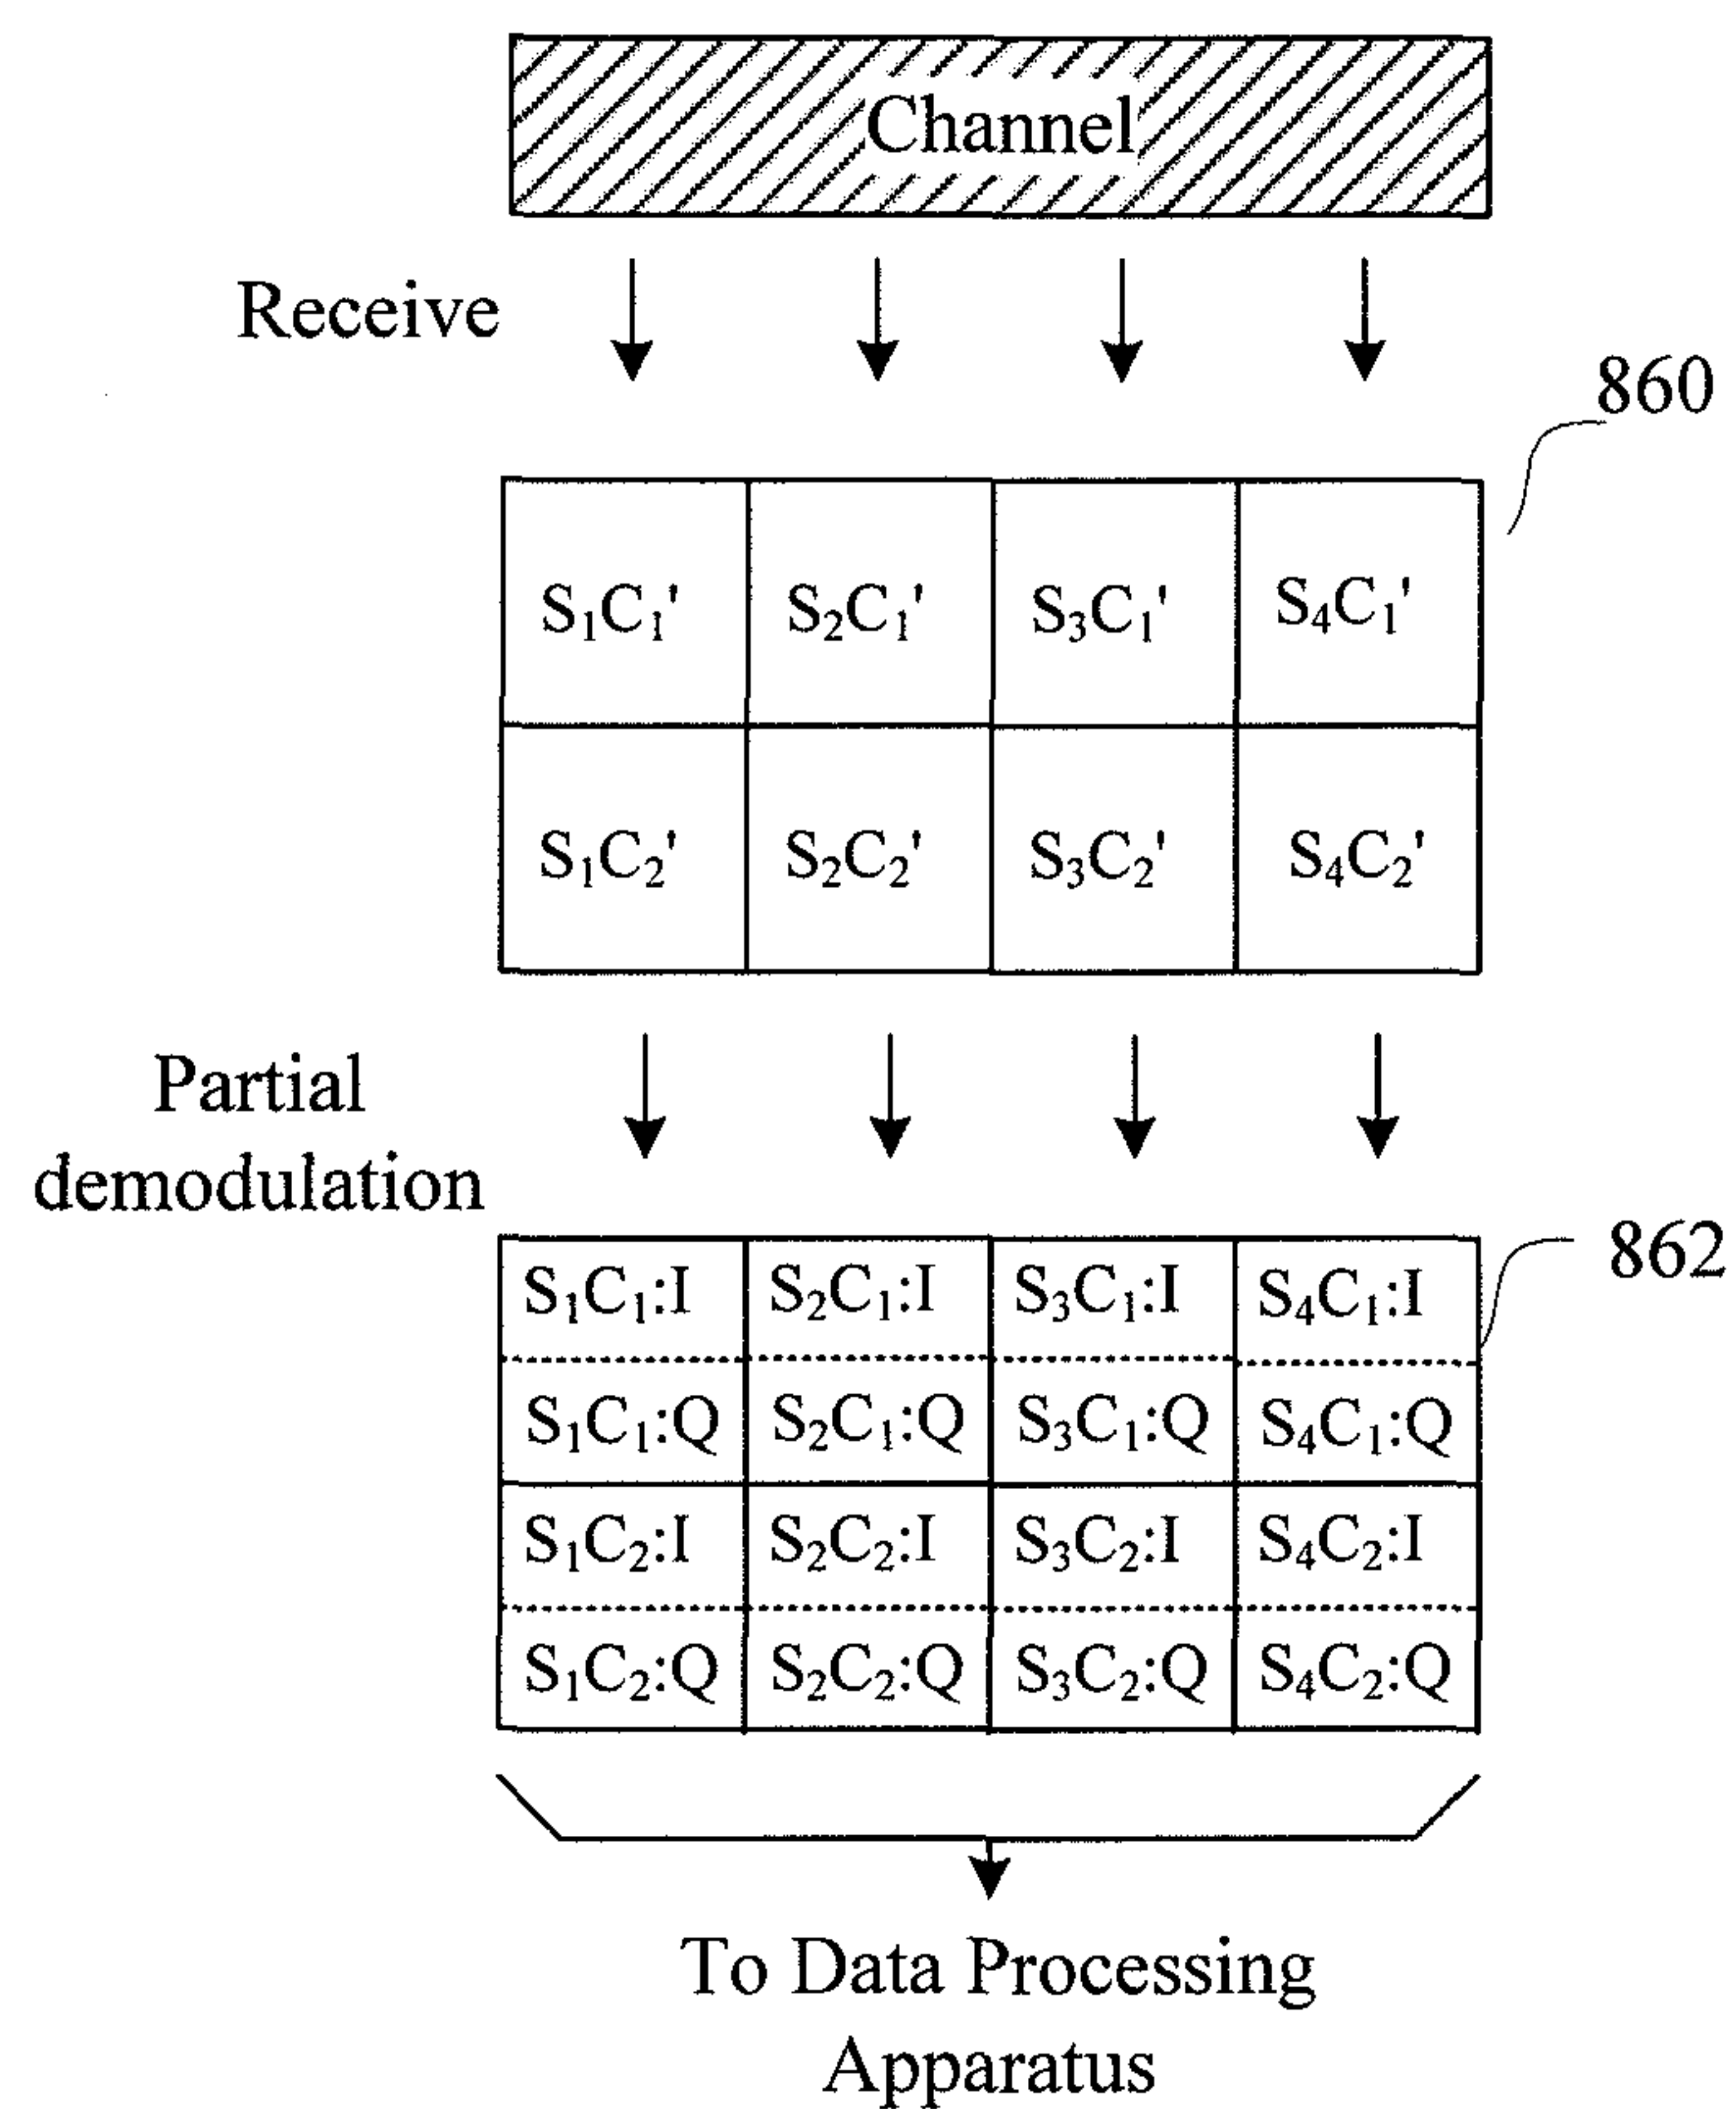 Channel
Receive
860
S₁C₁' S₂C₁' S₃C₁' S₄C₁'
S₁C₂' S₂C₂' S₃C₂' S₄C₂'
Partial
demodulation
862
S₁C₁:I S₂C₁:I S₃C₁:I S₄C₁:I
S₁C₁:Q S₂C₁:Q S₃C₁:Q S₄C₁:Q
S₁C₂:I S₂C₂:I S₃C₂:I S₄C₂:I
S₁C₂:Q S₂C₂:Q S₃C₂:Q S₄C₂:Q
To Data Processing
Apparatus